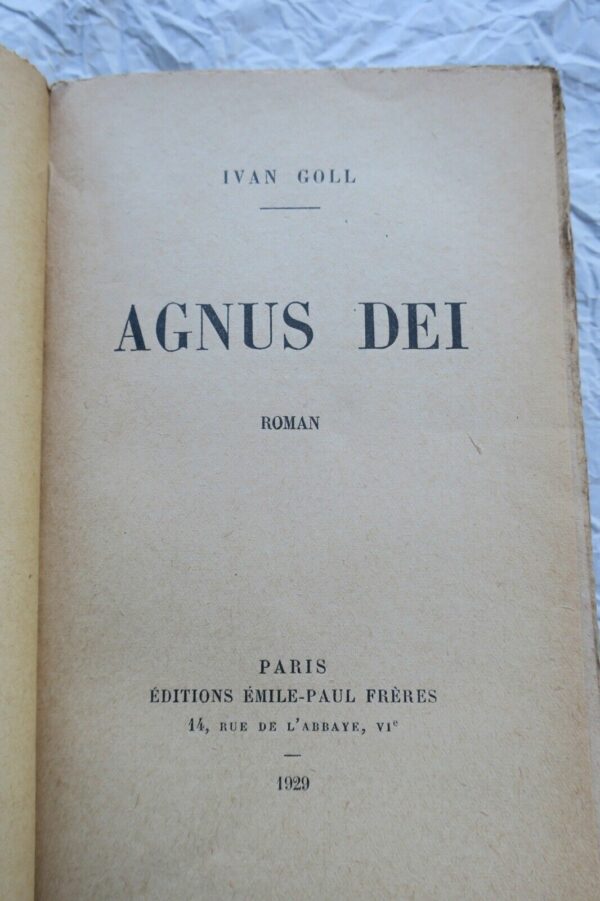 IVAN GOLL
AGNUS DEI
ROMAN
PARIS
ÉDITIONS ÉMILE-PAUL FRÈRES
14, RUE DE L'ABBAYE, VIe
1929